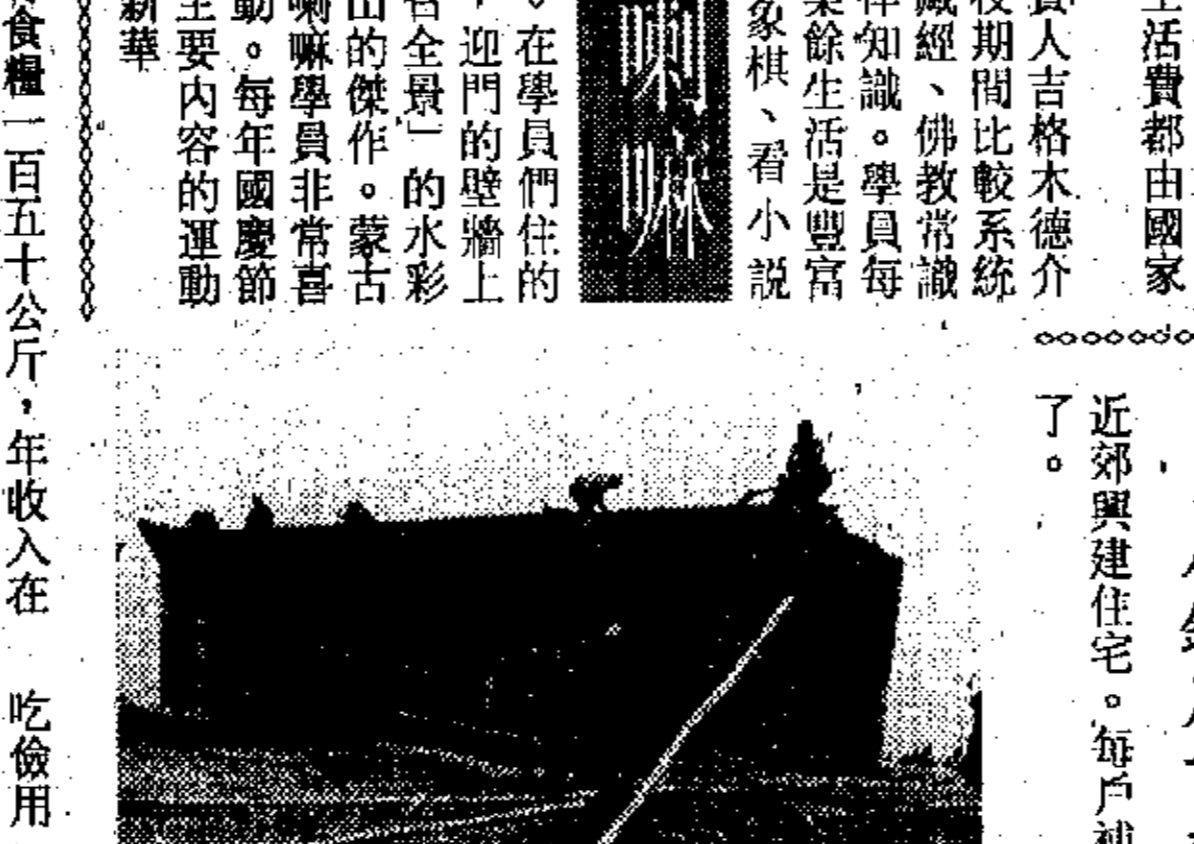 生活費都由國家
責人吉格木德介
校期間比較系統
藏經、佛教常識
律知識。學員每
業餘生活是豐富
象棋、看小説
喇嘛
。在學員們住的
，迎門的壁牆上
召全景」的水彩
山的傑作。蒙古
喇嘛學員非常喜
動。每年國慶節
主要内容的運動
新華
食糧一百五十公斤，年收入在
吃儉用
近郊興建住宅。每戶補
了。